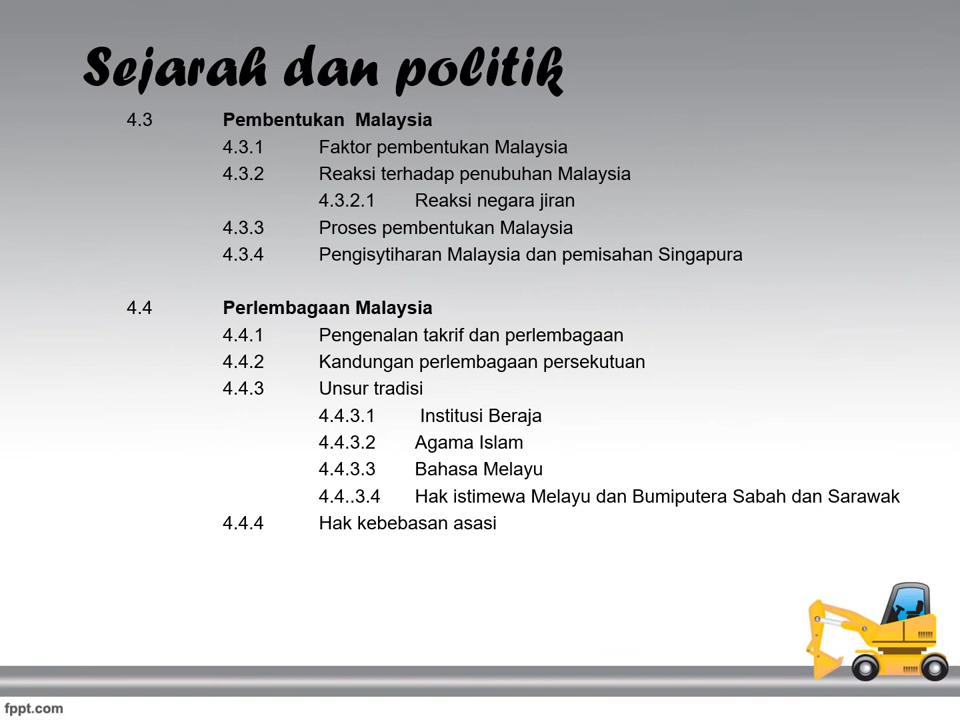 Sejarah dan politik
4.3 Pembentukan Malaysia
4.3.1 Faktor pembentukan Malaysia
4.3.2 Reaksi terhadap penubuhan Malaysia
4.3.2.1 Reaksi negara jiran
4.3.3 Proses pembentukan Malaysia
4.3.4 Pengisytiharan Malaysia dan pemisahan Singapura
4.4 Perlembagaan Malaysia
4.4.1 Pengenalan takrif dan perlembagaan
4.4.2 Kandungan perlembagaan persekutuan
4.4.3 Unsur tradisi
4.4.3.1 Institusi Beraja
4.4.3.2 Agama Islam
4.4.3.3 Bahasa Melayu
4.4..3.4 Hak istimewa Melayu dan Bumiputera Sabah dan Sarawak
4.4.4 Hak kebebasan asasi
fppt.com